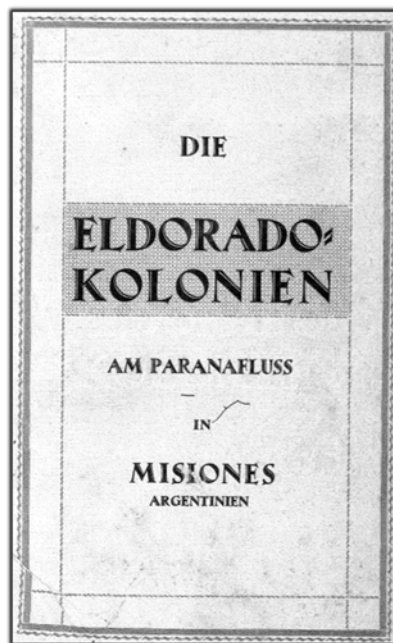 DIE
ELDORADO=
KOLONIEN
AM PARANAFLUSS
IN
MISIONES
ARGENTINIEN